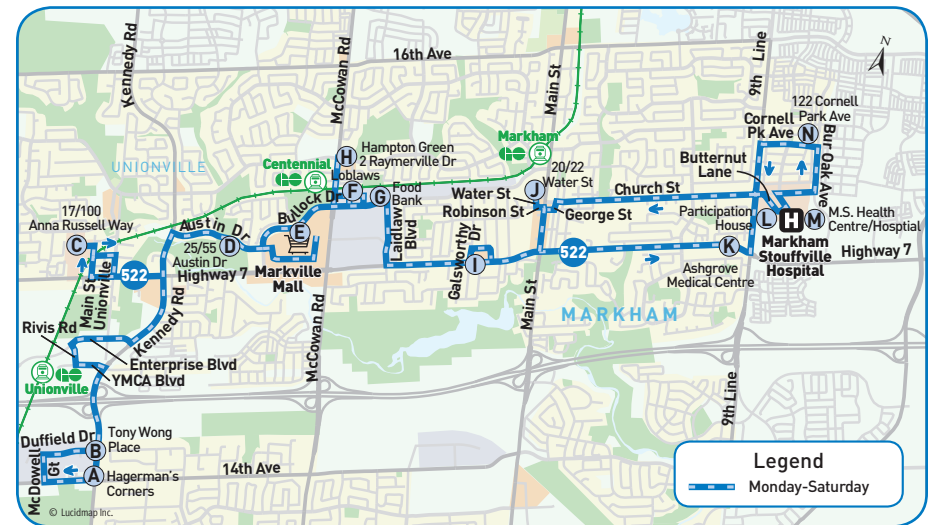 Kennedy Rd
16th Ave
McCowan Rd
Main St
9th Line
N
122 Cornell
Park Ave
Cornell
Pk Ave
N
Bur Oak Ave
Markham
Hampton Green
2 Raymerville Dr
H
UNIONVILLE
Centennial
Loblaws
F
Butternut
Lane
20/22
Water St
J
Water St
Church St
Robinson St
George St
Food
Bank
G
Bullock Dr
17/100
Anna Russell Way
C
Austin Dr
D
25/55
Austin Dr
E
Markville
Mall
Laidlaw
Blvd
Galsworthy
Dr
I
Participation
House
L
H
M
M.S. Health
Centre/Hosptial
Markham
Stouffville
Hospital
K
Ashgrove
Medical Centre
Highway 7
522
522
Highway 7
Main St
Unionville
Kennedy Rd
McCowan Rd
Main St
MARKHAM
Rivis Rd
Enterprise Blvd
YMCA Blvd
Unionville
9th Line
Duffield Dr
B
Tony Wong
Place
McDowell
Gt
A
Hagerman's
Corners
14th Ave
Legend
Monday-Saturday
© Lucidmap Inc.